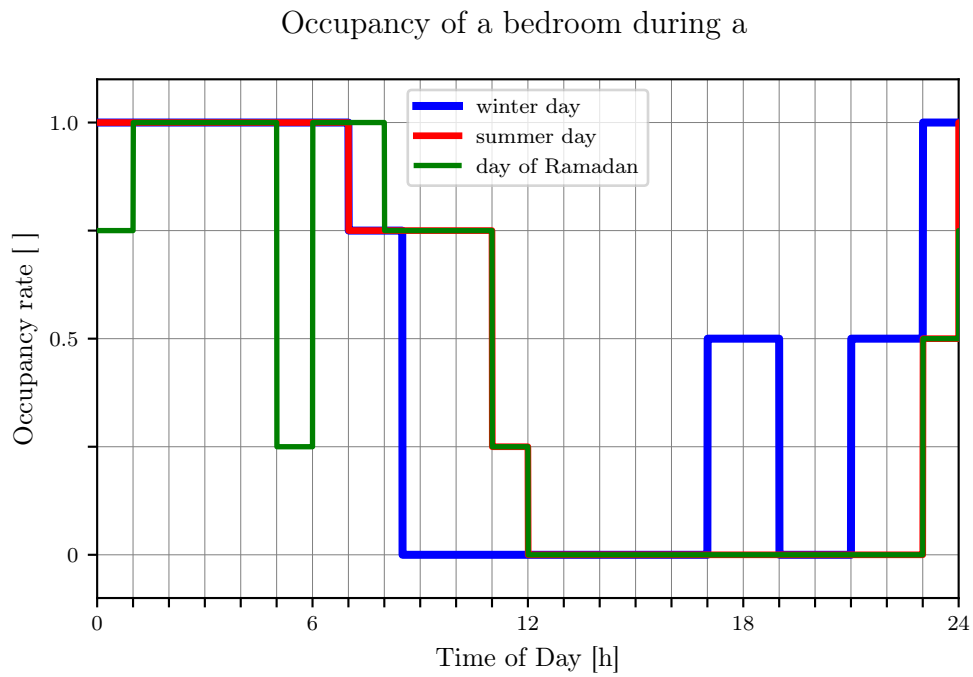 Occupancy of a bedroom during a
winter day
summer day
day of Ramadan
Occupancy rate [ ]
1.0
0.5
0
0
6
12
18
24
Time of Day [h]